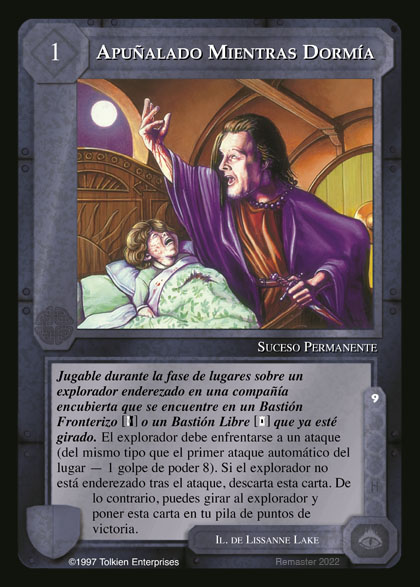 1
APUÑALADO MIENTRAS DORMÍA
SUCESO PERMANENTE
Jugable durante la fase de lugares sobre un
explorador enderezado en una compañía
encubierta que se encuentre en un Bastión
Fronterizo [] o un Bastión Libre [] que ya esté
girado. El explorador debe enfrentarse a un ataque
(del mismo tipo que el primer ataque automático del
lugar — 1 golpe de poder 8). Si el explorador no
está enderezado tras el ataque, descarta esta carta. De
lo contrario, puedes girar al explorador y
poner esta carta en tu pila de puntos de
victoria.
9
H
IL. DE LISSANNE LAKE
©1997 Tolkien Enterprises
Remaster 2022